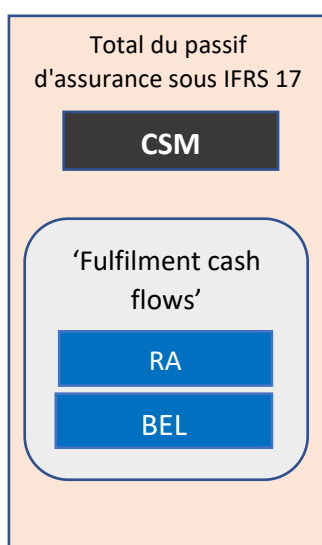 Total du passif
d'assurance sous IFRS 17
CSM
‘Fulfilment cash
flows’
RA
BEL